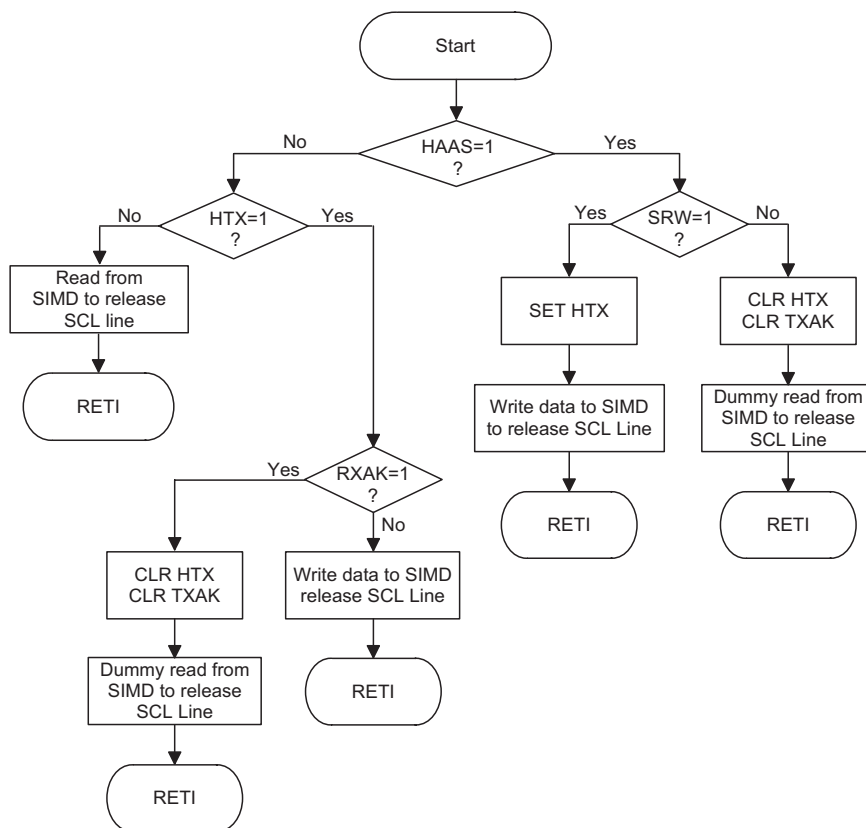 Start
HAAS=1
?
No
Yes
HTX=1
?
No
Yes
SRW=1
?
Yes
No
Read from
SIMD to release
SCL line
RETI
SET HTX
CLR HTX
CLR TXAK
Write data to SIMD
to release SCL Line
Dummy read from
SIMD to release
SCL Line
RETI
RETI
RXAK=1
?
Yes
No
CLR HTX
CLR TXAK
Write data to SIMD
release SCL Line
Dummy read from
SIMD to release
SCL Line
RETI
RETI